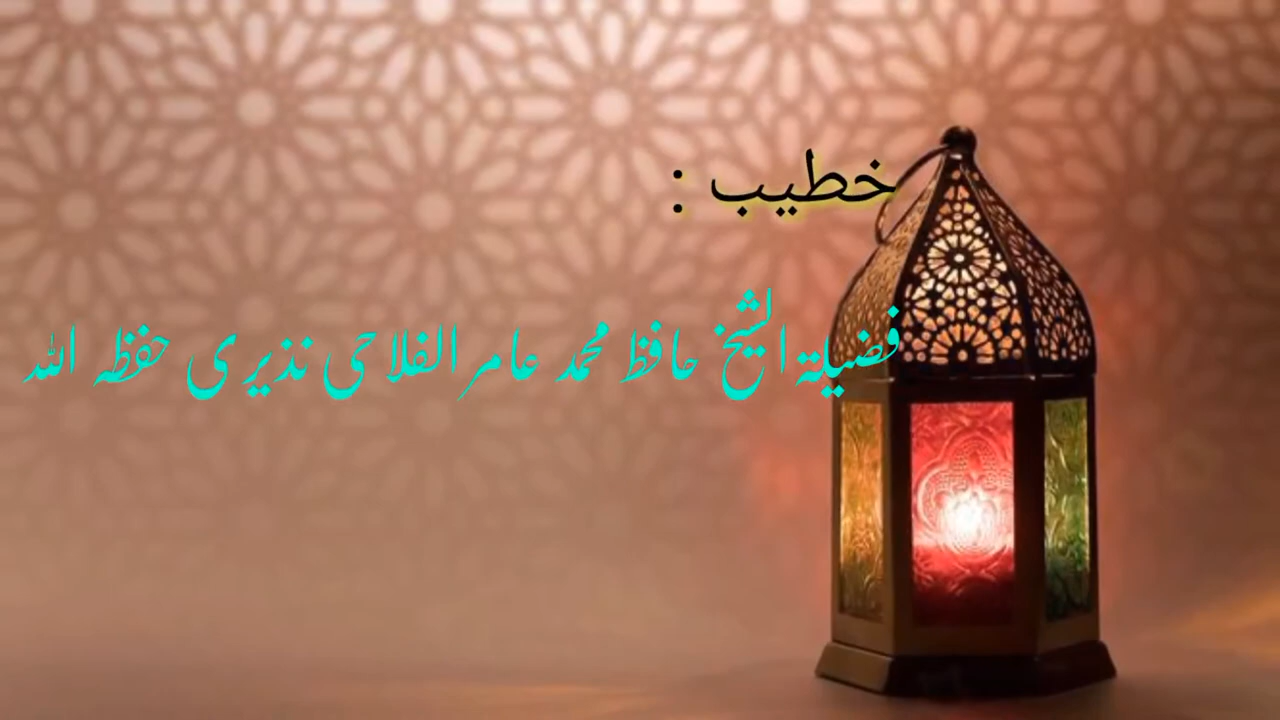 خطیب :
فضیلۃ الشیخ حافظ محمد عامر الفلاحی نذیری حفظہ اللہ